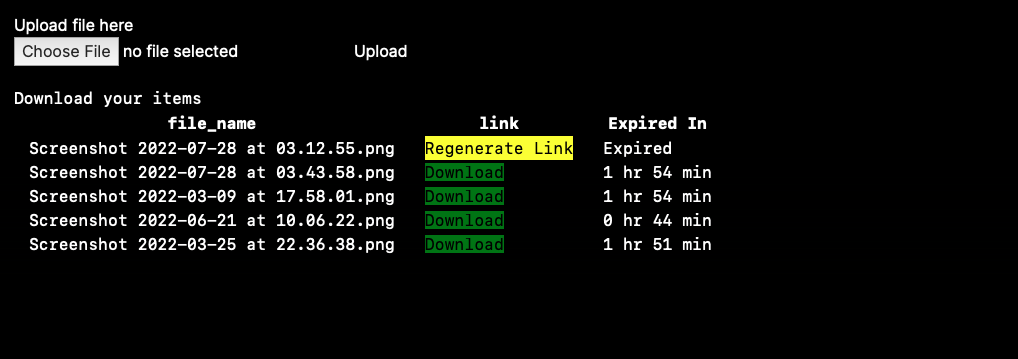 Upload file here
Choose File no file selected Upload
Download your items
file_name link Expired In
Screenshot 2022-07-28 at 03.12.55.png Regenerate Link Expired
Screenshot 2022-07-28 at 03.43.58.png Download 1 hr 54 min
Screenshot 2022-03-09 at 17.58.01.png Download 1 hr 54 min
Screenshot 2022-06-21 at 10.06.22.png Download 0 hr 44 min
Screenshot 2022-03-25 at 22.36.38.png Download 1 hr 51 min